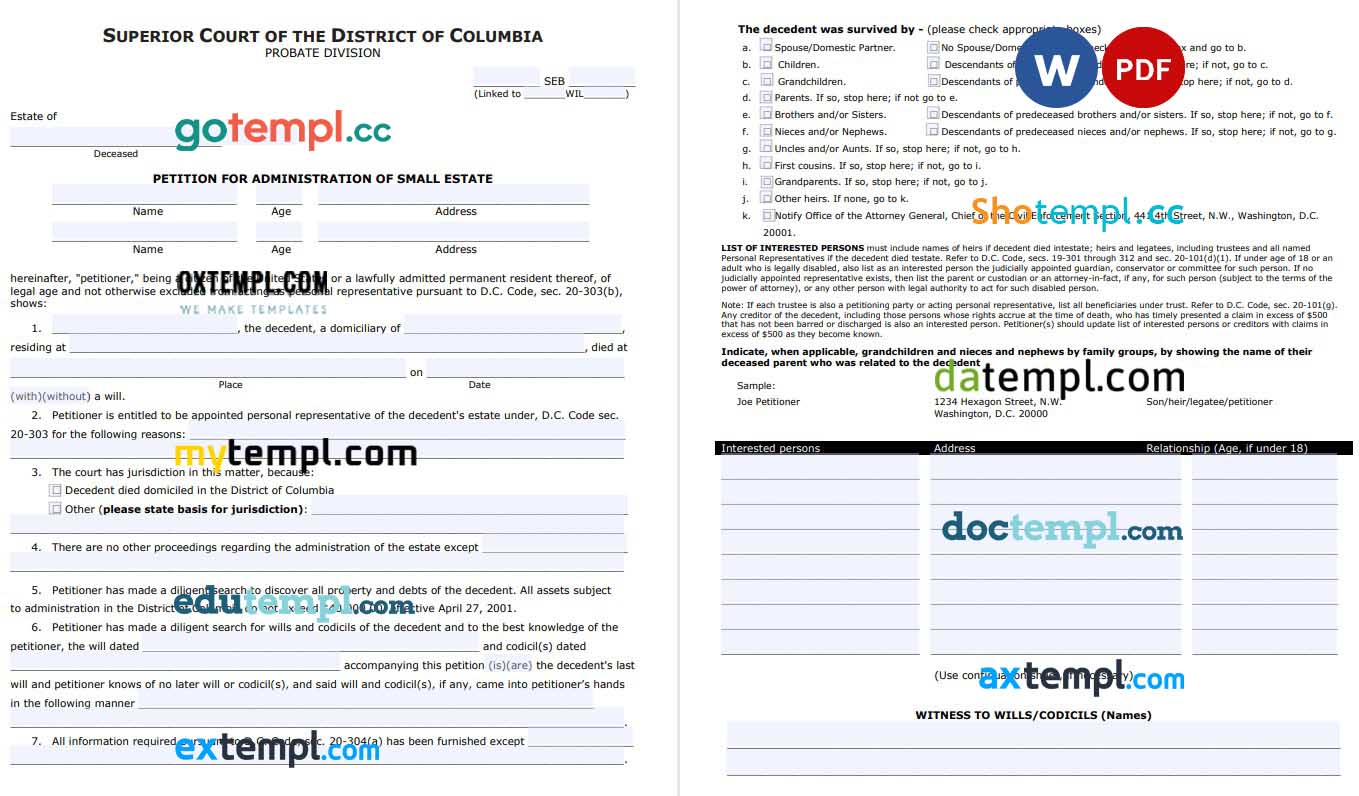 SUPERIOR COURT OF THE DISTRICT OF COLUMBIA
PROBATE DIVISION
SEB
(Linked to _______WIL_______)
Estate of
gotempl.cc
Deceased
PETITION FOR ADMINISTRATION OF SMALL ESTATE
Name Age Address
Name Age Address
hereinafter, "petitioner," being a citizen of the United States or a lawfully admitted permanent resident thereof, of
OXTEMPL.COM
legal age and not otherwise excluded from acting as personal representative pursuant to D.C. Code, sec. 20-303(b),
shows:
WE MAKE TEMPLATES
1. , the decedent, a domiciliary of ,
residing at , died at
on
Place Date
(with)(without) a will.
2. Petitioner is entitled to be appointed personal representative of the decedent's estate under, D.C. Code sec.
20-303 for the following reasons:
mytempl.com
3. The court has jurisdiction in this matter, because:
Decedent died domiciled in the District of Columbia
Other (please state basis for jurisdiction):
4. There are no other proceedings regarding the administration of the estate except
5. Petitioner has made a diligent search to discover all property and debts of the decedent. All assets subject
to administration in the District of Columbia do not exceed effective April 27, 2001.
edutempl.com
6. Petitioner has made a diligent search for wills and codicils of the decedent and to the best knowledge of the
petitioner, the will dated and codicil(s) dated
accompanying this petition (is)(are) the decedent's last
will and petitioner knows of no later will or codicil(s), and said will and codicil(s), if any, came into petitioner's hands
in the following manner
.
7. All information required pursuant to D.C. Code, sec. 20-304(a) has been furnished except
extempl.com
.
The decedent was survived by - (please check appropriate boxes)
W PDF
a. Spouse/Domestic Partner. No Spouse/Dome x and go to b.
b. Children. Descendants of here; if not, go to c.
c. Grandchildren. Descendants of stop here; if not, go to d.
d. Parents. If so, stop here; if not go to e.
e. Brothers and/or Sisters. Descendants of predeceased brothers and/or sisters. If so, stop here; if not, go to f.
f. Nieces and/or Nephews. Descendants of predeceased nieces and/or nephews. If so, stop here; if not, go to g.
g. Uncles and/or Aunts. If so, stop here; if not, go to h.
h. First cousins. If so, stop here; if not, go to i.
i. Grandparents. If so, stop here; if not, go to j.
j. Other heirs. If none, go to k.
Shotempl.cc
k. Notify Office of the Attorney General, Chief of the Civil Enforcement Section, 441 4th Street, N.W., Washington, D.C.
20001.
LIST OF INTERESTED PERSONS must include names of heirs if decedent died intestate; heirs and legatees, including trustees and all named
Personal Representatives if the decedent died testate. Refer to D.C. Code, secs. 19-301 through 312 and sec. 20-101(d)(1). If under age of 18 or an
adult who is legally disabled, also list as an interested person the judicially appointed guardian, conservator or committee for such person. If no
judicially appointed representative exists, then list the parent or custodian or an attorney-in-fact, if any, for such person (subject to the terms of the
power of attorney), or any other person with legal authority to act for such disabled person.
Note: If each trustee is also a petitioning party or acting personal representative, list all beneficiaries under trust. Refer to D.C. Code, sec. 20-101(g).
Any creditor of the decedent, including those persons whose rights accrue at the time of death, who has timely presented a claim in excess of $500
that has not been barred or discharged is also an interested person. Petitioner(s) should update list of interested persons or creditors with claims in
excess of $500 as they become known.
Indicate, when applicable, grandchildren and nieces and nephews by family groups, by showing the name of their
deceased parent who was related to the decedent
datempl.com
Sample:
Joe Petitioner 1234 Hexagon Street, N.W. Son/heir/legatee/petitioner
Washington, D.C. 20000
Interested persons Address Relationship (Age, if under 18)
doctempl.com
(Use continuation sheet if necessary)
axtempl.com
WITNESS TO WILLS/CODICILS (Names)